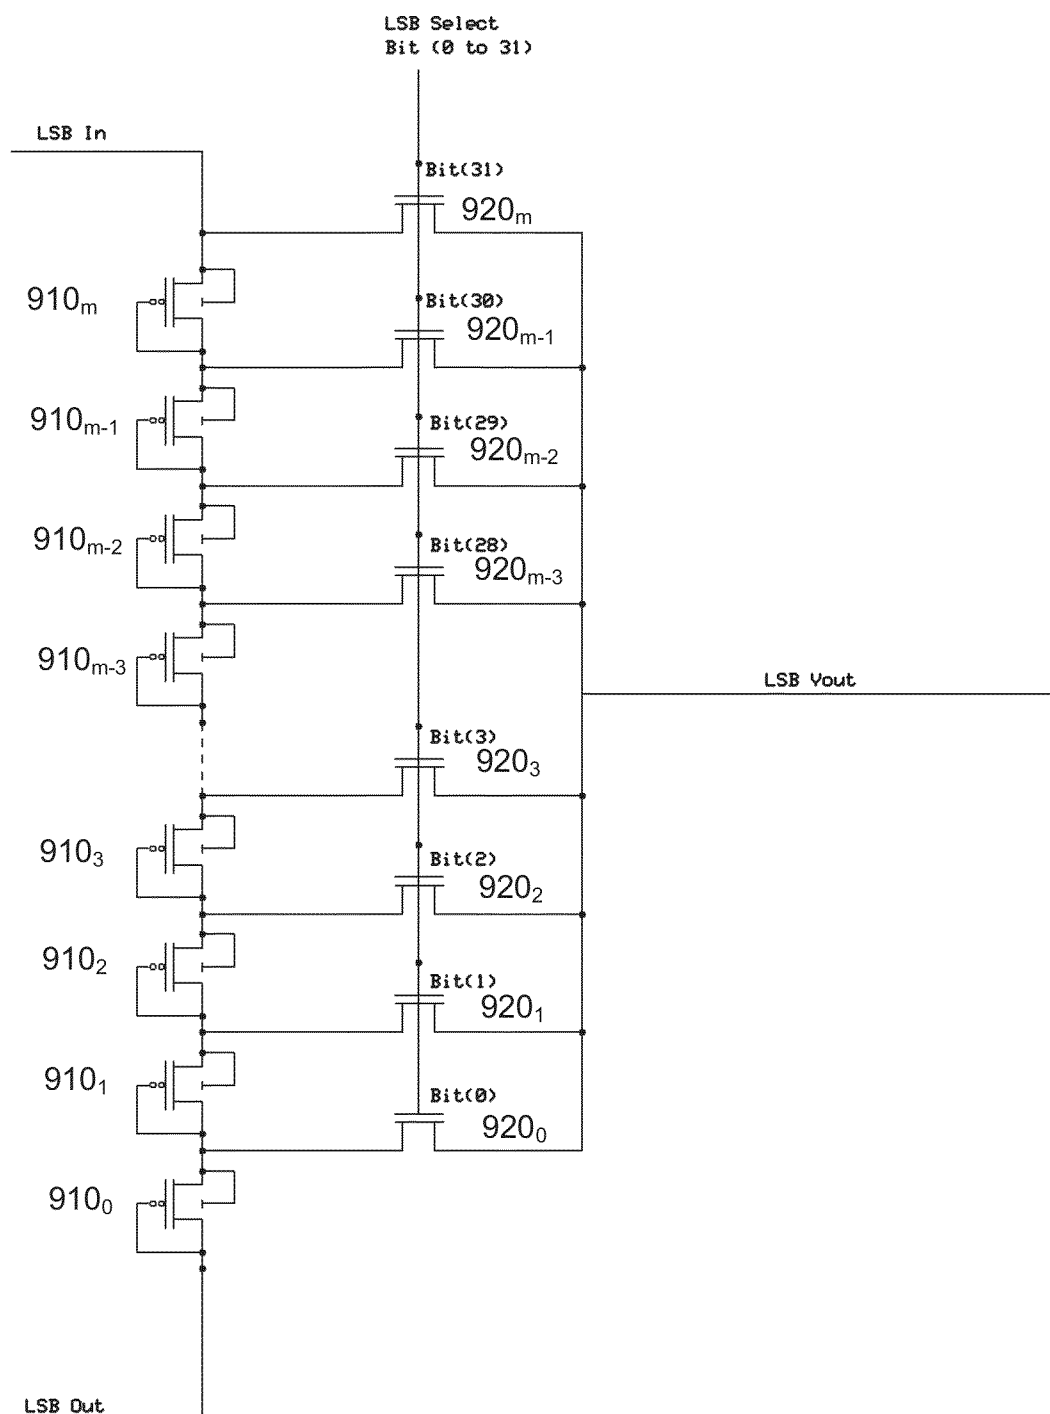 LSB Select
Bit (0 to 31)
LSB In
Bit(31)
920m
910m
Bit(30)
920m-1
910m-1
Bit(29)
920m-2
910m-2
Bit(28)
920m-3
910m-3
LSB Vout
Bit(3)
9203
9103
Bit(2)
9202
9102
Bit(1)
9201
9101
Bit(0)
9200
9100
LSB Out